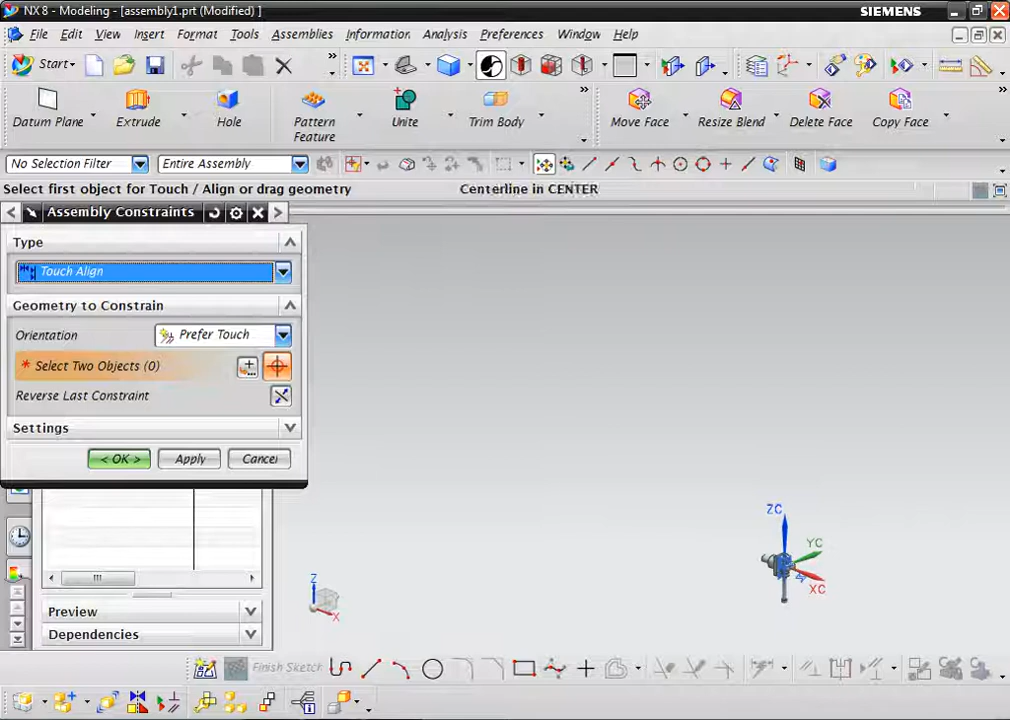 NX 8 - Modeling - [assembly1.prt (Modified) ]
SIEMENS
File Edit View Insert Format Tools Assemblies Information Analysis Preferences Window Help
Start
Datum Plane Extrude Hole Pattern Feature Unite Trim Body Move Face Resize Blend Delete Face Copy Face
No Selection Filter Entire Assembly
Select first object for Touch / Align or drag geometry Centerline in CENTER
Assembly Constraints
Type
Touch Align
Geometry to Constrain
Orientation Prefer Touch
* Select Two Objects (0)
Reverse Last Constraint
Settings
< OK > Apply Cancel
ZC
YC
XC
Z
X
Preview
Dependencies
Finish Sketch